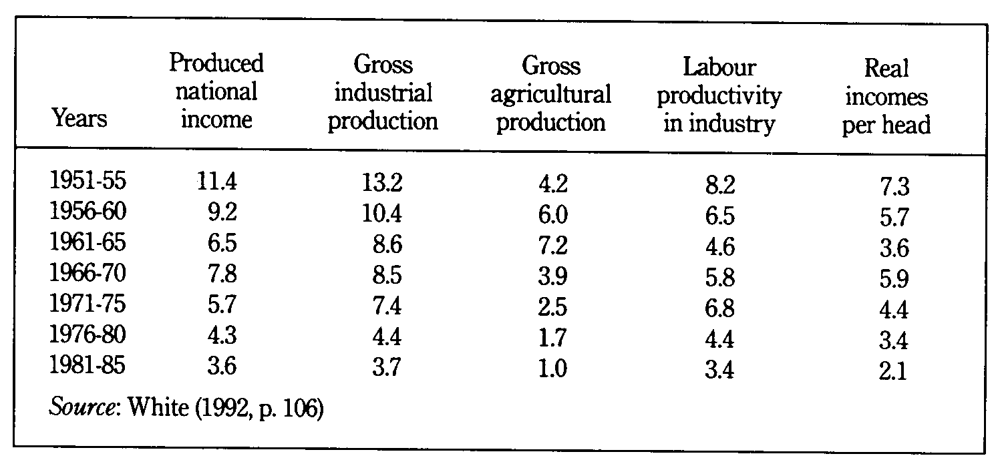 Produced Gross Gross Labour Real
national industrial agricultural productivity incomes
Years income production production in industry per head
1951-55 11.4 13.2 4.2 8.2 7.3
1956-60 9.2 10.4 6.0 6.5 5.7
1961-65 6.5 8.6 7.2 4.6 3.6
1966-70 7.8 8.5 3.9 5.8 5.9
1971-75 5.7 7.4 2.5 6.8 4.4
1976-80 4.3 4.4 1.7 4.4 3.4
1981-85 3.6 3.7 1.0 3.4 2.1
Source: White (1992, p. 106)